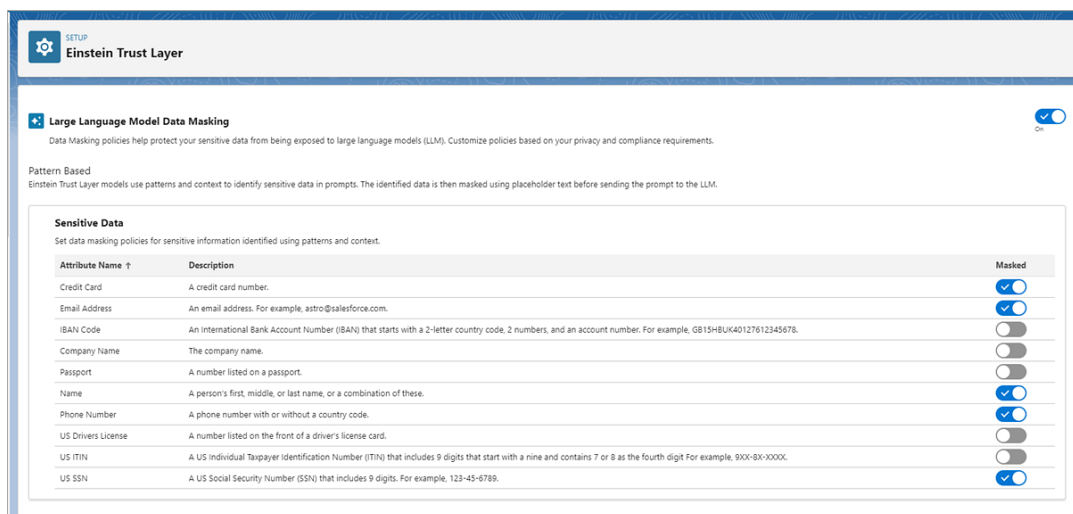 SETUP
Einstein Trust Layer
Large Language Model Data Masking
On
Data Masking policies help protect your sensitive data from being exposed to large language models (LLM). Customize policies based on your privacy and compliance requirements.
Pattern Based
Einstein Trust Layer models use patterns and context to identify sensitive data in prompts. The identified data is then masked using placeholder text before sending the prompt to the LLM.
Sensitive Data
Set data masking policies for sensitive information identified using patterns and context.
Attribute Name ↑ Description Masked
Credit Card A credit card number.
Email Address An email address. For example, astro@salesforce.com.
IBAN Code An International Bank Account Number (IBAN) that starts with a 2-letter country code, 2 numbers, and an account number. For example, GB15HBUK40127612345678.
Company Name The company name.
Passport A number listed on a passport.
Name A person's first, middle, or last name, or a combination of these.
Phone Number A phone number with or without a country code.
US Drivers License A number listed on the front of a driver's license card.
US ITIN A US Individual Taxpayer Identification Number (ITIN) that includes 9 digits that start with a nine and contains 7 or 8 as the fourth digit For example, 9XX-8X-XXXX.
US SSN A US Social Security Number (SSN) that includes 9 digits. For example, 123-45-6789.